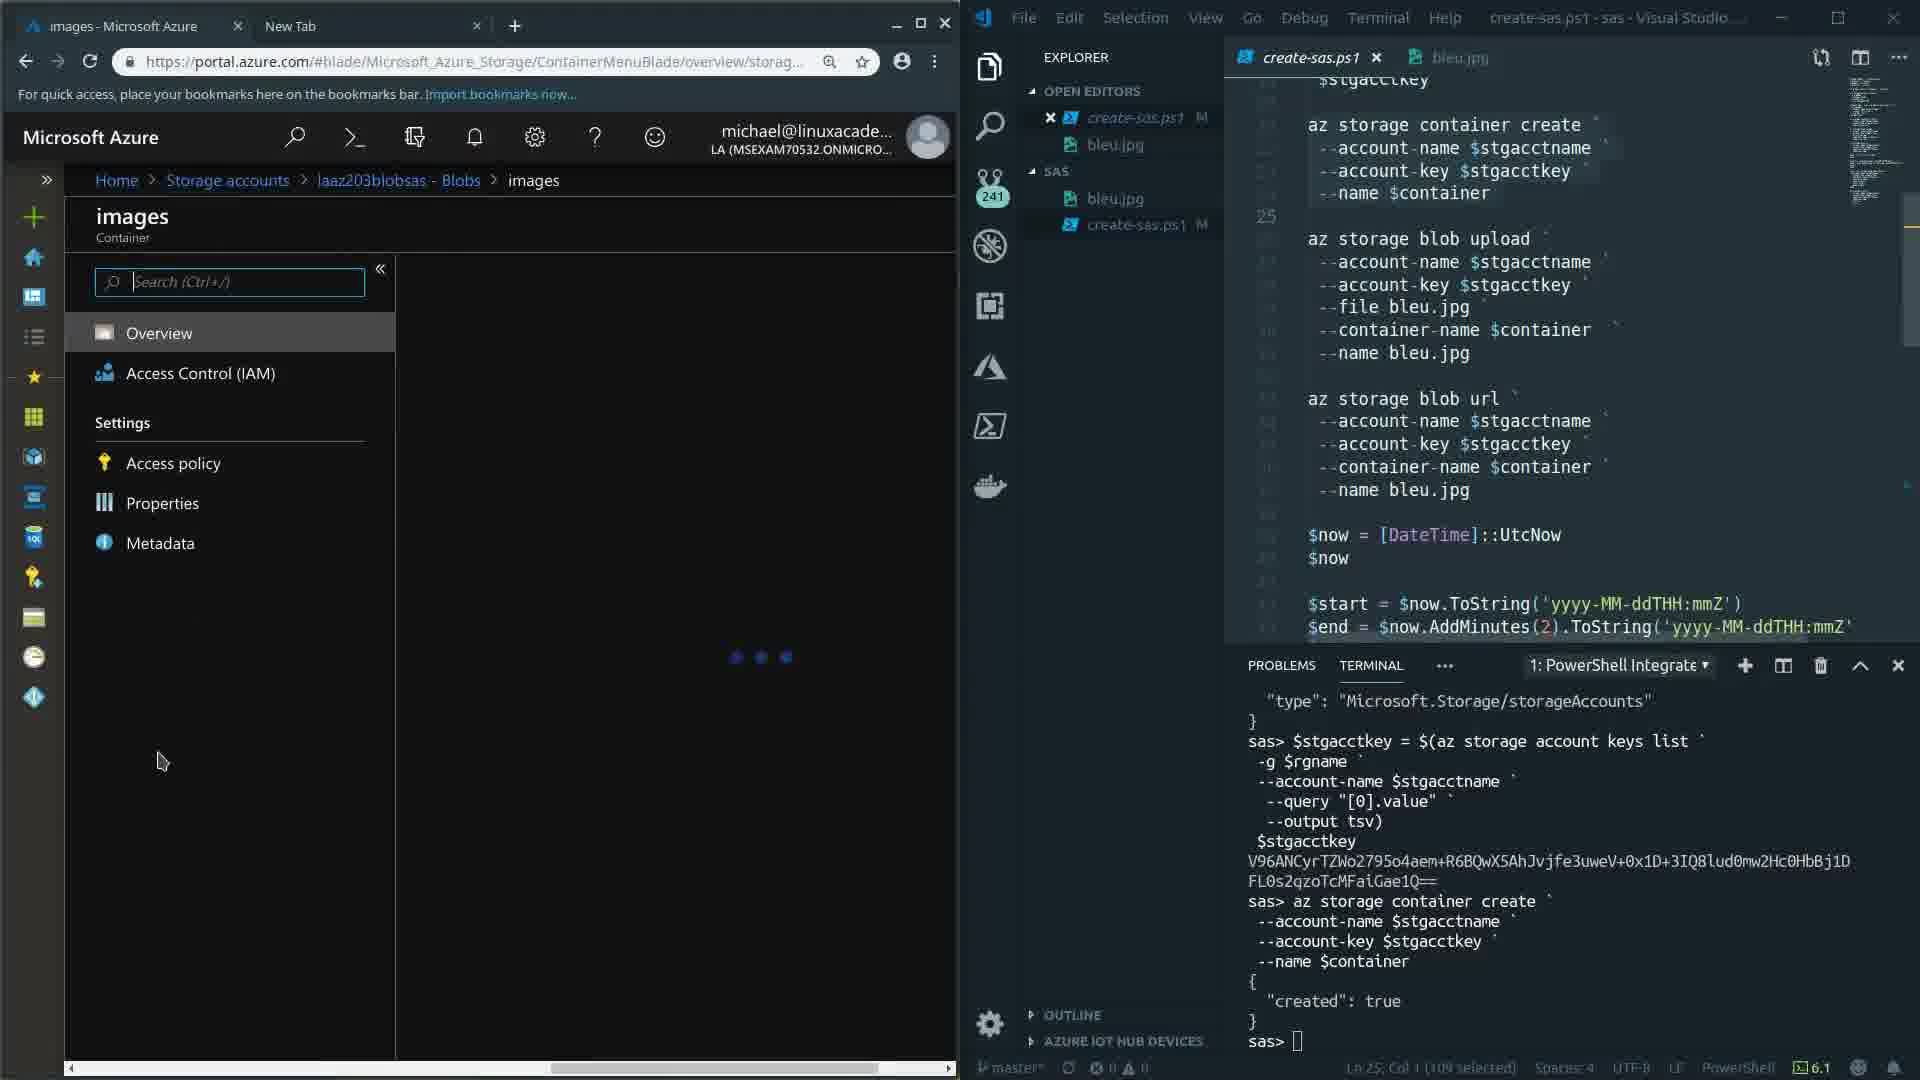 images - Microsoft Azure
New Tab
https://portal.azure.com/#blade/Microsoft_Azure_Storage/ContainerMenuBlade/overview/storag...
For quick access, place your bookmarks here on the bookmarks bar. Import bookmarks now...
Microsoft Azure
michael@linuxacade...
LA (MSEXAM70532.ONMICRO...
Home > Storage accounts > laaz203blobsas - Blobs > images
images
Container
Search (Ctrl+/)
Overview
Access Control (IAM)
Settings
Access policy
Properties
Metadata
SQL
File Edit Selection View Go Debug Terminal Help create-sas.ps1 - sas - Visual Studio ...
EXPLORER
OPEN EDITORS
create-sas.ps1 M
bleu.jpg
SAS
bleu.jpg
create-sas.ps1 M
241
OUTLINE
AZURE IOT HUB DEVICES
create-sas.ps1
bleu.jpg
$stgacctkey
az storage container create `
--account-name $stgacctname `
--account-key $stgacctkey `
--name $container
25
az storage blob upload `
--account-name $stgacctname `
--account-key $stgacctkey `
--file bleu.jpg `
--container-name $container `
--name bleu.jpg
az storage blob url `
--account-name $stgacctname `
--account-key $stgacctkey `
--container-name $container `
--name bleu.jpg
$now = [DateTime]::UtcNow
$now
$start = $now.ToString('yyyy-MM-ddTHH:mmZ')
$end = $now.AddMinutes(2).ToString('yyyy-MM-ddTHH:mmZ'
PROBLEMS TERMINAL ... 1: PowerShell Integrate
"type": "Microsoft.Storage/storageAccounts"
}
sas> $stgacctkey = $(az storage account keys list `
-g $rgname `
--account-name $stgacctname `
--query "[0].value" `
--output tsv)
$stgacctkey
V96ANCyrTZWo2795o4aem+R6BQwX5AhJvjfe3uweV+0x1D+3IQ8lud0mw2Hc0HbBj1D
FL0s2qzoTcMFaiGae1Q==
sas> az storage container create `
--account-name $stgacctname `
--account-key $stgacctkey `
--name $container
{
"created": true
}
sas>
master* 0 0 Ln 25, Col 1 (109 selected) Spaces: 4 UTF-8 LF PowerShell 6.1